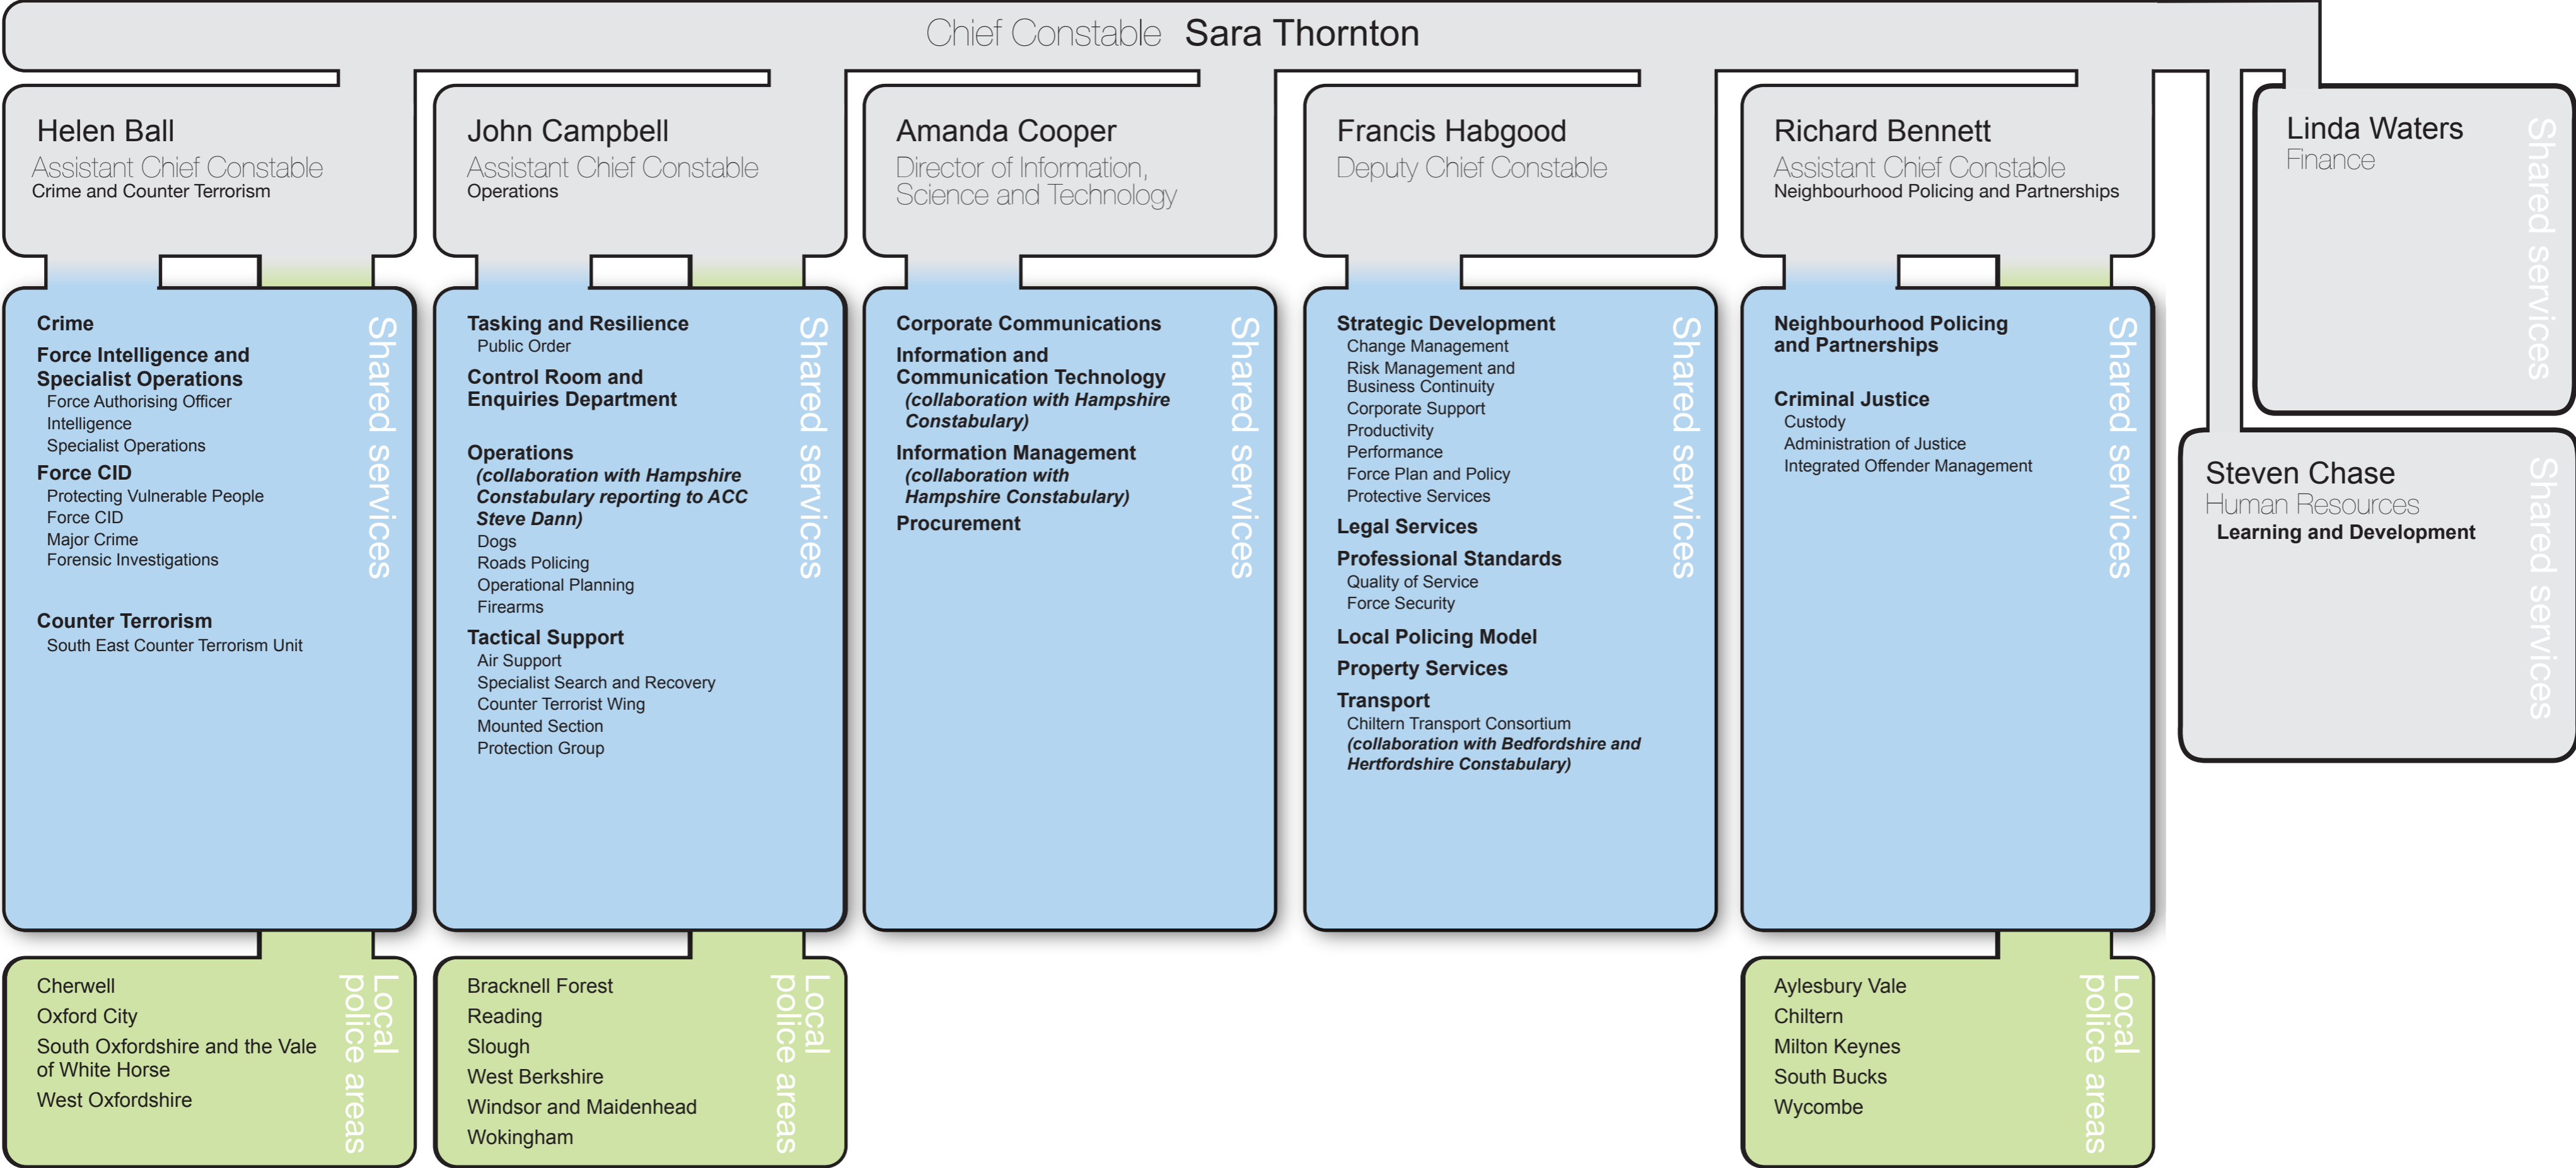 Chief Constable Sara Thornton
Helen Ball
Assistant Chief Constable
Crime and Counter Terrorism
Shared services
Crime
Force Intelligence and
Specialist Operations
Force Authorising Officer
Intelligence
Specialist Operations
Force CID
Protecting Vulnerable People
Force CID
Major Crime
Forensic Investigations
Counter Terrorism
South East Counter Terrorism Unit
Local
police areas
Cherwell
Oxford City
South Oxfordshire and the Vale
of White Horse
West Oxfordshire
John Campbell
Assistant Chief Constable
Operations
Shared services
Tasking and Resilience
Public Order
Control Room and
Enquiries Department
Operations
(collaboration with Hampshire
Constabulary reporting to ACC
Steve Dann)
Dogs
Roads Policing
Operational Planning
Firearms
Tactical Support
Air Support
Specialist Search and Recovery
Counter Terrorist Wing
Mounted Section
Protection Group
Local
police areas
Bracknell Forest
Reading
Slough
West Berkshire
Windsor and Maidenhead
Wokingham
Amanda Cooper
Director of Information,
Science and Technology
Shared services
Corporate Communications
Information and
Communication Technology
(collaboration with Hampshire
Constabulary)
Information Management
(collaboration with
Hampshire Constabulary)
Procurement
Francis Habgood
Deputy Chief Constable
Shared services
Strategic Development
Change Management
Risk Management and
Business Continuity
Corporate Support
Productivity
Performance
Force Plan and Policy
Protective Services
Legal Services
Professional Standards
Quality of Service
Force Security
Local Policing Model
Property Services
Transport
Chiltern Transport Consortium
(collaboration with Bedfordshire and
Hertfordshire Constabulary)
Richard Bennett
Assistant Chief Constable
Neighbourhood Policing and Partnerships
Shared services
Neighbourhood Policing
and Partnerships
Criminal Justice
Custody
Administration of Justice
Integrated Offender Management
Local
police areas
Aylesbury Vale
Chiltern
Milton Keynes
South Bucks
Wycombe
Linda Waters
Finance
Shared services
Steven Chase
Human Resources
Learning and Development
Shared services